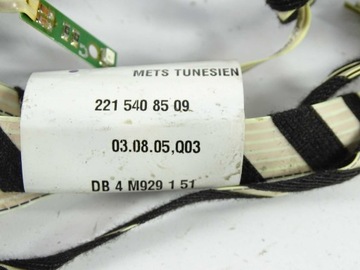 METS TUNESIEN
221 540 85 09
03.08.05,Q03
DB 4 M929 1 51